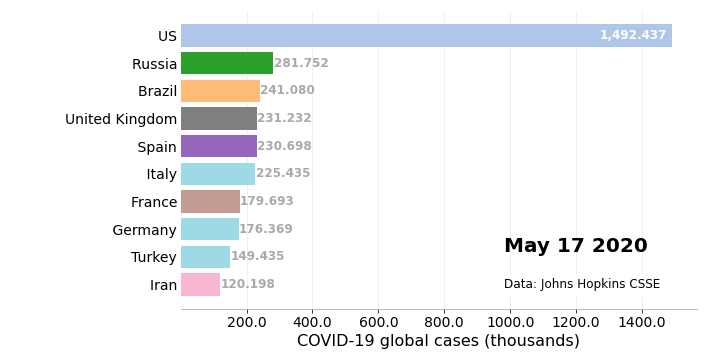 US 1,492.437
Russia 281.752
Brazil 241.080
United Kingdom 231.232
Spain 230.698
Italy 225.435
France 179.693
Germany 176.369
Turkey 149.435
Iran 120.198
May 17 2020
Data: Johns Hopkins CSSE
200.0 400.0 600.0 800.0 1000.0 1200.0 1400.0
COVID-19 global cases (thousands)